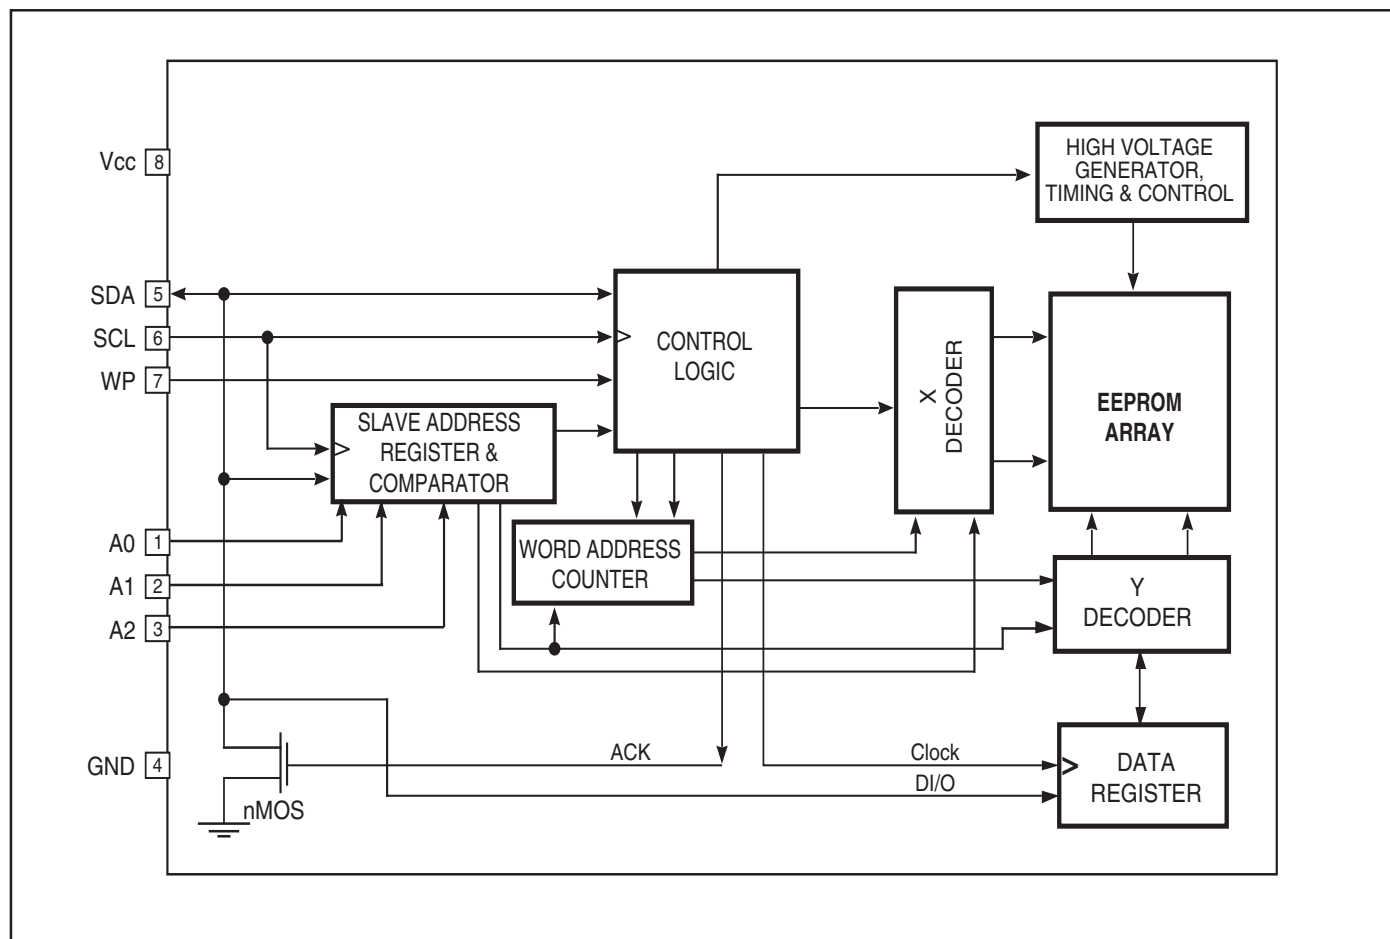 Vcc 8
HIGH VOLTAGE
GENERATOR,
TIMING & CONTROL
SDA 5
SCL 6
WP 7
CONTROL
LOGIC
X
DECODER
EEPROM
ARRAY
SLAVE ADDRESS
REGISTER &
COMPARATOR
A0 1
A1 2
A2 3
WORD ADDRESS
COUNTER
Y
DECODER
GND 4
nMOS
ACK
Clock
DI/O
DATA
REGISTER